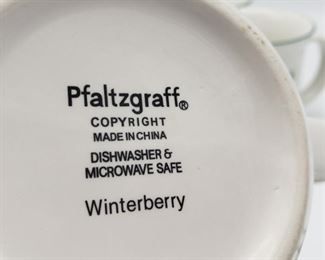 Pfaltzgraff®
COPYRIGHT
MADE IN CHINA
DISHWASHER &
MICROWAVE SAFE
Winterberry